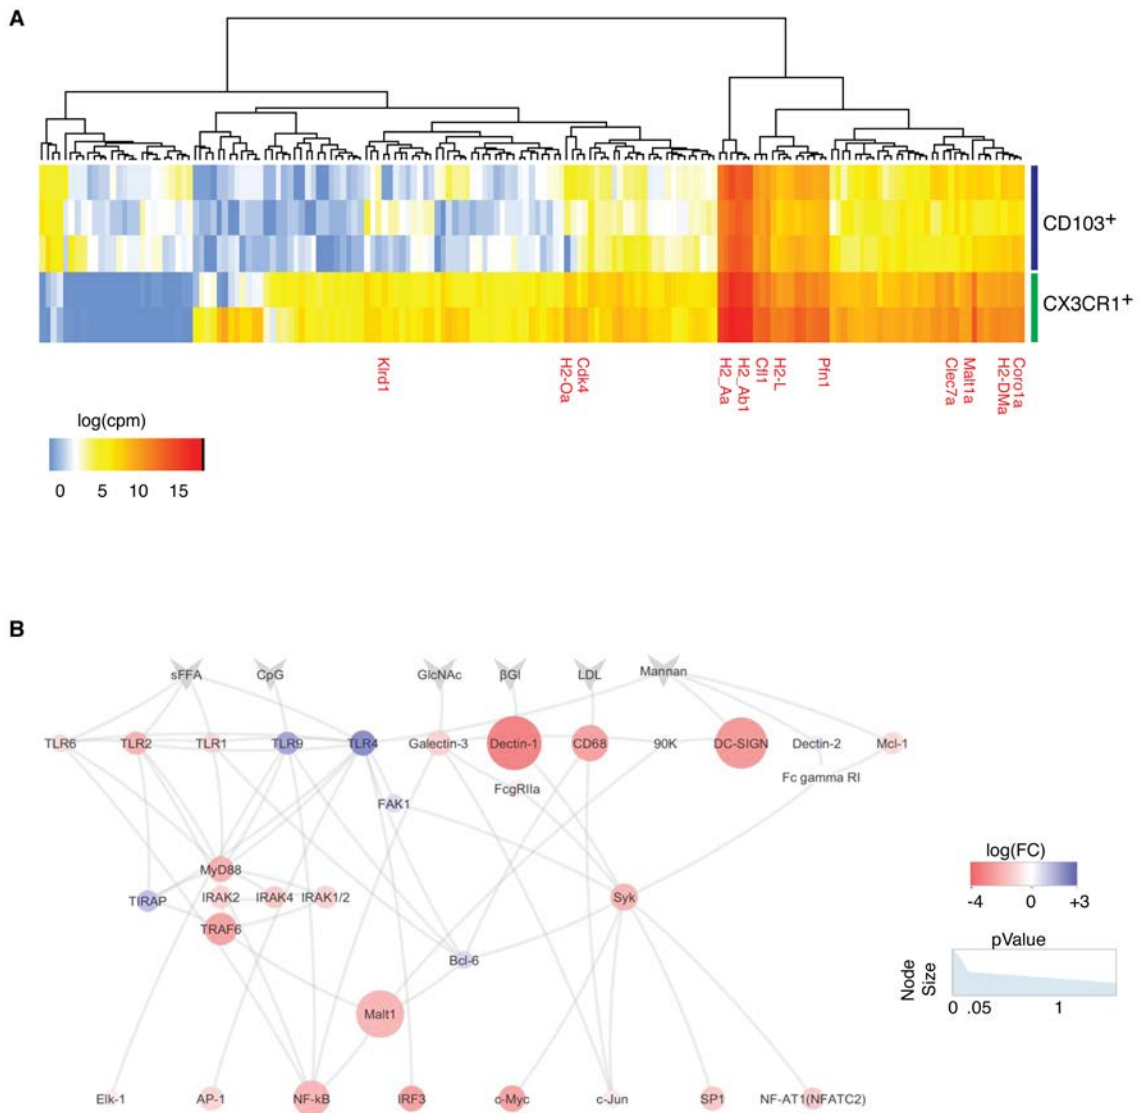 A
CD103+
CX3CR1+
Klrd1
H2-Oa
Cdk4
H2_Aa
H2_Ab1
Cfl1
H2-L
Pfn1
Clec7a
Malt1a
H2-DMa
Coro1a
log(cpm)
0 5 10 15
B
sFFA CpG GlcNAc βGl LDL Mannan
TLR6 TLR2 TLR1 TLR9 TLR4 Galectin-3 Dectin-1 CD68 90K DC-SIGN Dectin-2 Mcl-1
FcgRIIa Fc gamma RI
FAK1
MyD88
TIRAP IRAK2 IRAK4 IRAK1/2 Syk
TRAF6
Bcl-6
Malt1
Elk-1 AP-1 NF-kB IRF3 c-Myc c-Jun SP1 NF-AT1(NFATC2)
log(FC)
-4 0 +3
pValue
Node
Size
0 .05 1